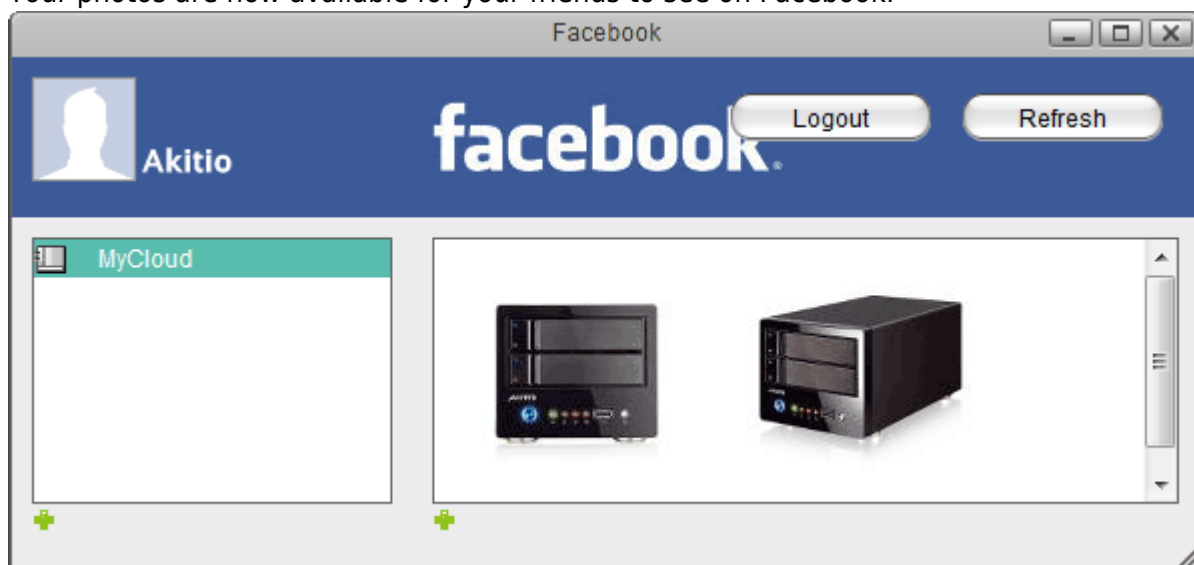 Your photos are now available for your friends to see on Facebook.
Facebook
Akitio
facebook.
Logout
Refresh
MyCloud